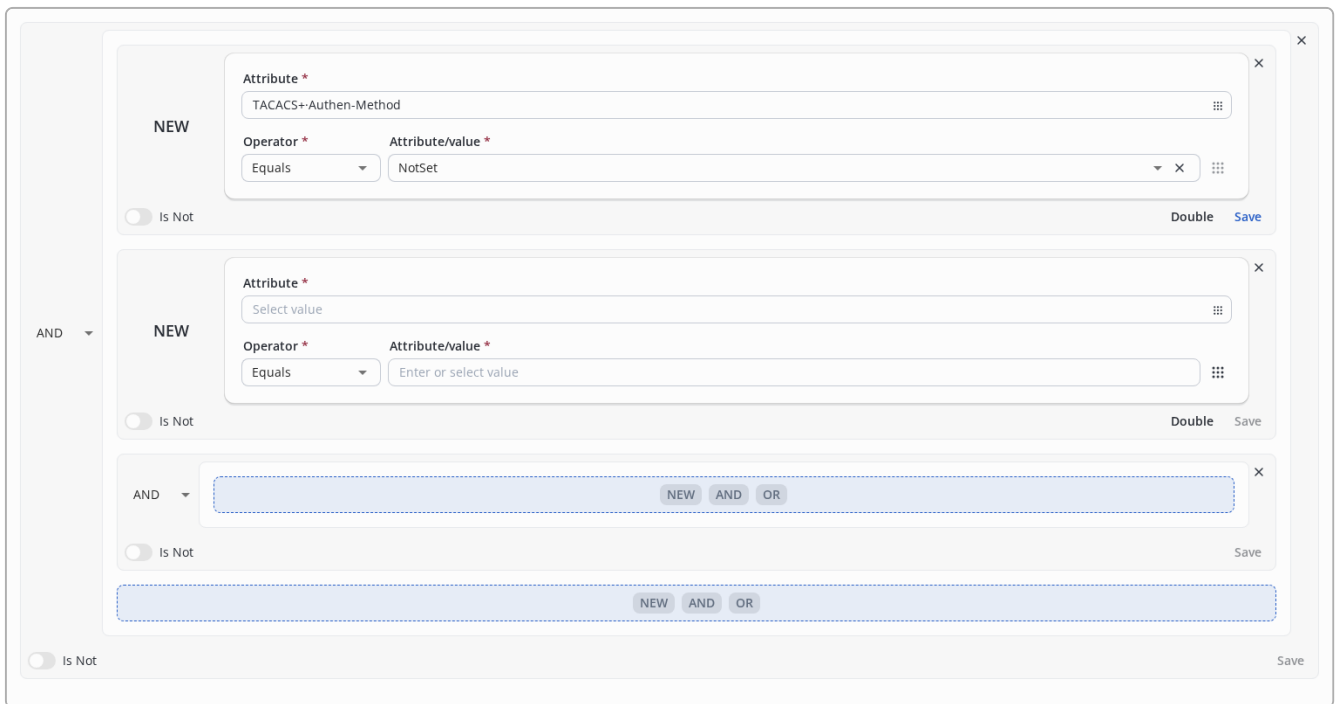 Attribute *
TACACS+·Authen-Method
NEW
Operator * Attribute/value *
Equals NotSet
Is Not Double Save
Attribute *
Select value
NEW
AND
Operator * Attribute/value *
Equals Enter or select value
Is Not Double Save
AND NEW AND OR
Is Not Save
NEW AND OR
Is Not Save